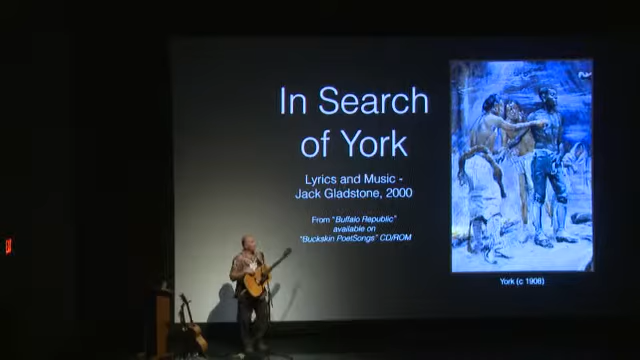 In Search
of York
Lyrics and Music -
Jack Gladstone, 2000
From "Buffalo Republic"
available on
"Buckskin PoetSongs" CD/ROM
York (c 1908)